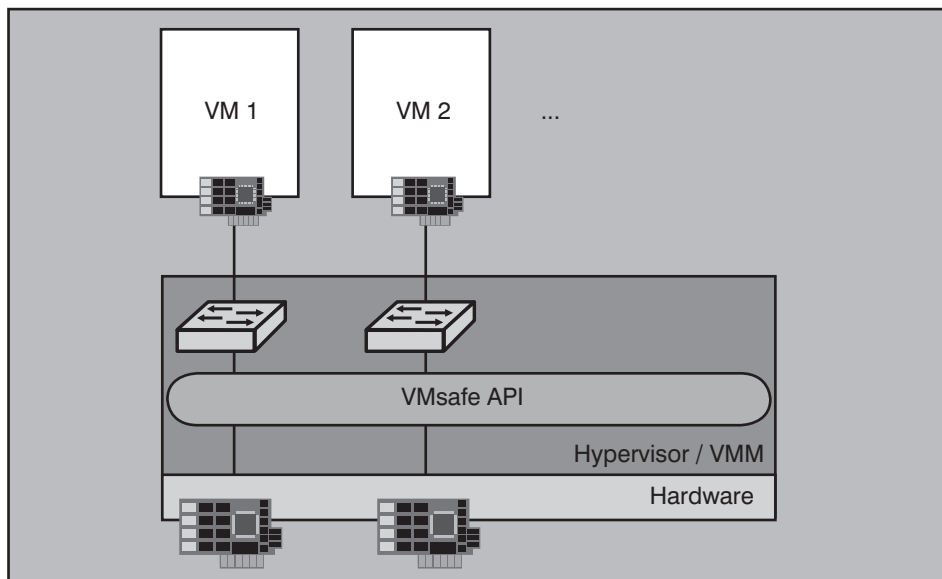 VM 1
VM 2
...
VMsafe API
Hypervisor / VMM
Hardware